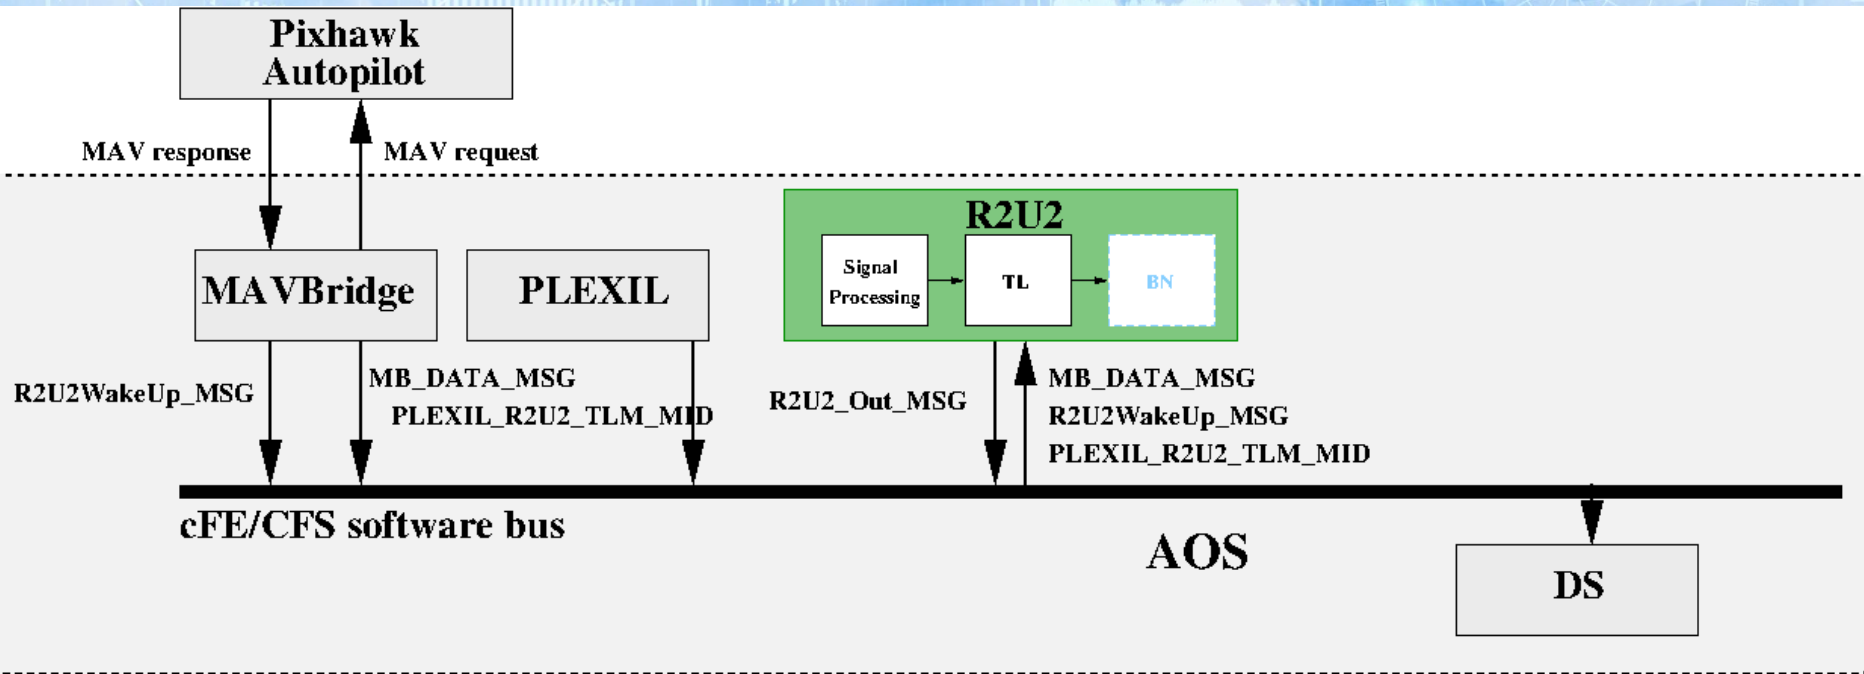 Pixhawk
Autopilot
MAV response
MAV request
R2U2
Signal
Processing
TL
BN
MAVBridge
PLEXIL
R2U2WakeUp_MSG
MB_DATA_MSG
PLEXIL_R2U2_TLM_MID
R2U2_Out_MSG
MB_DATA_MSG
R2U2WakeUp_MSG
PLEXIL_R2U2_TLM_MID
cFE/CFS software bus
AOS
DS